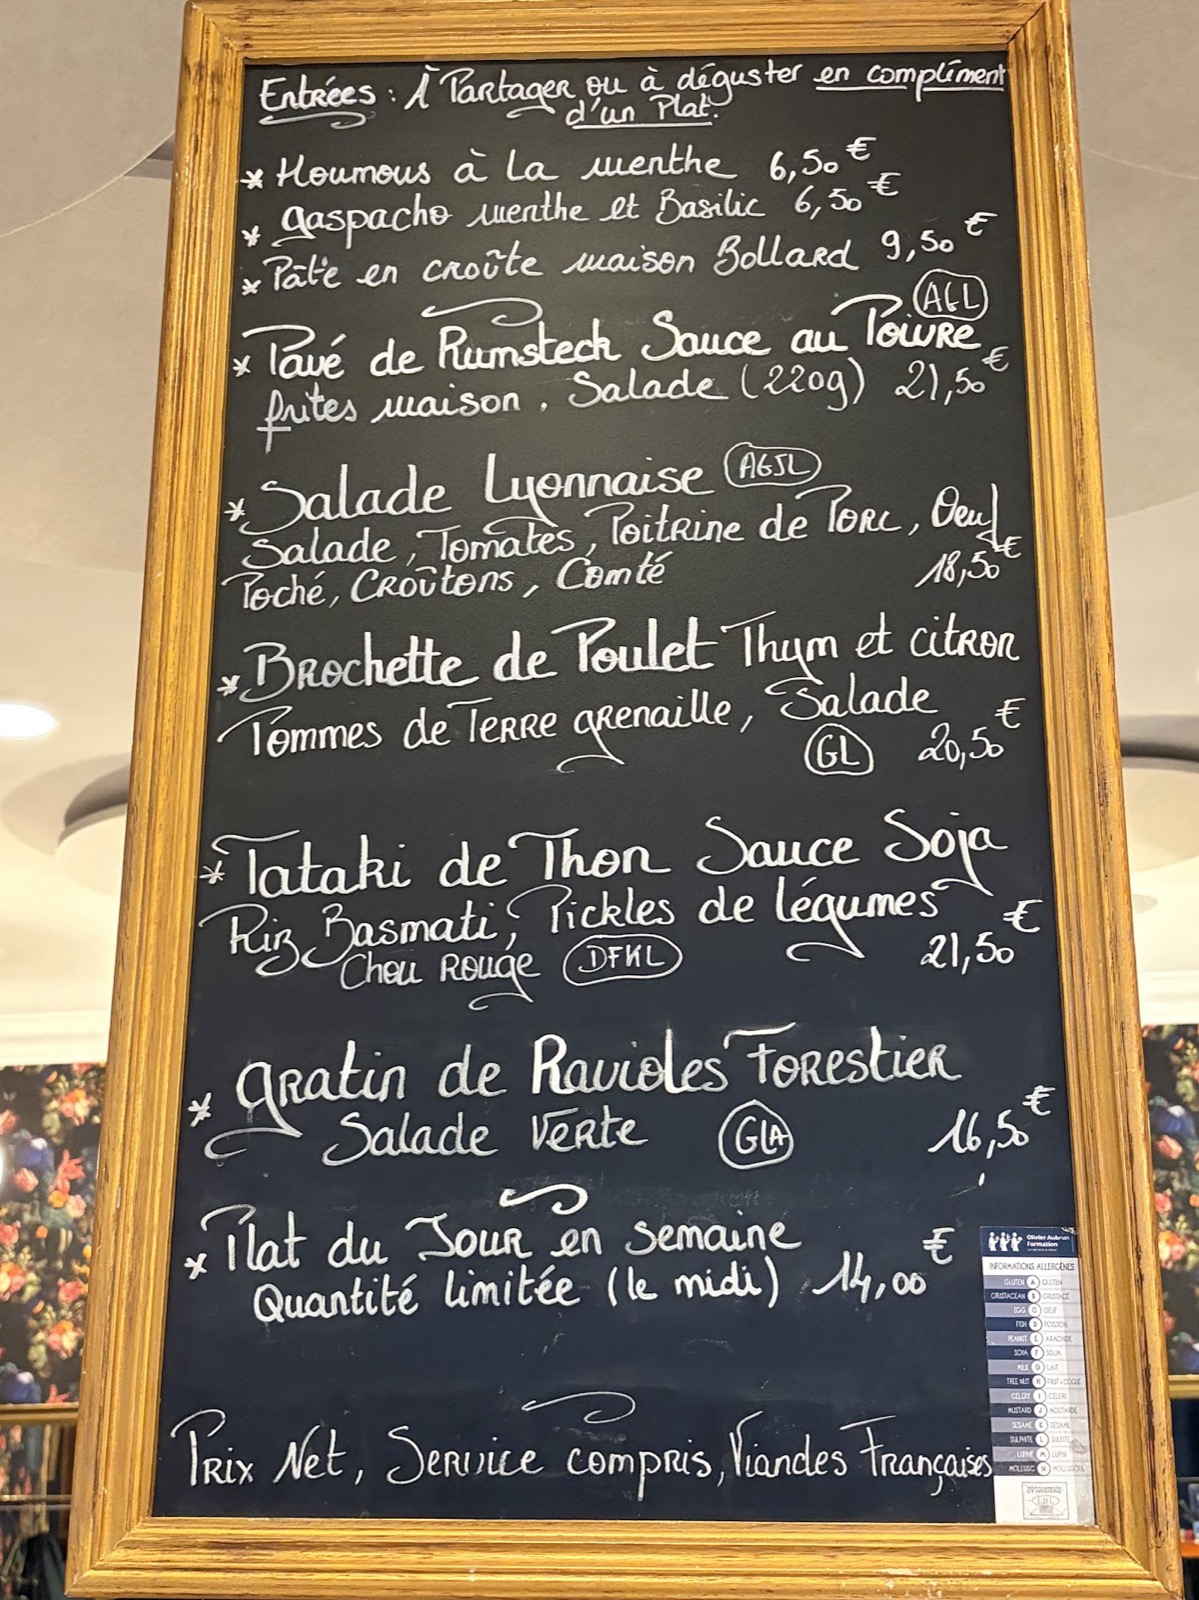 Entrées : À Partager ou à déguster en complément
d'un Plat.
* Houmous à La menthe 6,50 €
* gaspacho menthe et Basilic 6,50 €
* Pâté en croûte maison Bollard 9,50 €
AGL
* Pavé de Rumsteck Sauce au Poivre
frites maison, Salade (220g) 21,50 €
* Salade Lyonnaise AGJL
Salade, Tomates, Poitrine de Porc, Oeuf
Poché, Croûtons, Comté 18,50 €
* Brochette de Poulet Thym et citron
Pommes de Terre grenaille, Salade
GL 20,50 €
* Tataki de Thon Sauce Soja
Riz Basmati, Pickles de légumes
Chou Rouge DFKL 21,50 €
* gratin de Ravioles Forestier
Salade Verte GLA 16,50 €
* Plat du Jour en semaine
Quantité limitée (le midi) 14,00 €
Prix Net, Service compris, Viandes Françaises
Olivier Aubrun
Formation
INFORMATIONS ALLERGÈNES
GLUTEN A GLUTEN
CRUSTACEAN B CRUSTACÉ
EGG C OEUF
FISH D POISSON
PEANUT E ARACHIDE
SOYA F SOJA
MILK G LAIT
TREE NUT H FRUIT À COQUE
CELERY I CÉLERI
MUSTARD J MOUTARDE
SESAME K SÉSAME
SULPHITE L SULFITE
LUPINE M LUPIN
MOLLUSC N MOLLUSQUE